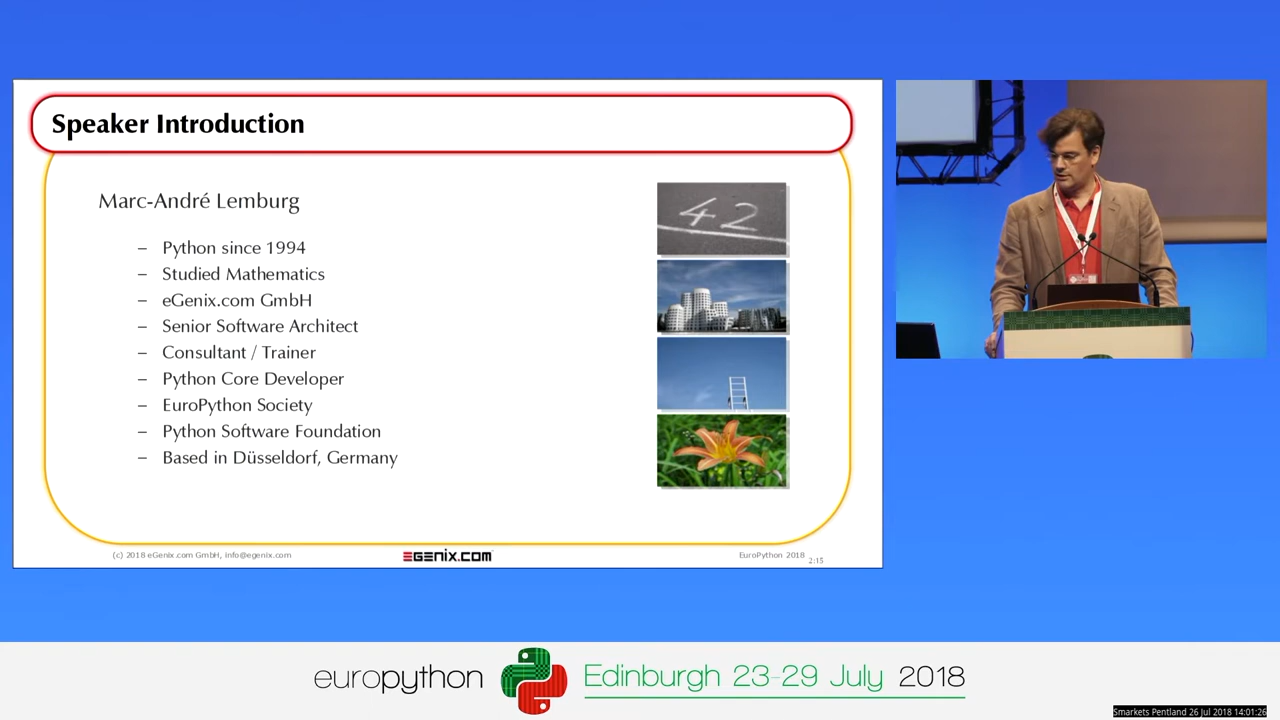 Speaker Introduction
Marc-André Lemburg
– Python since 1994
– Studied Mathematics
– eGenix.com GmbH
– Senior Software Architect
– Consultant / Trainer
– Python Core Developer
– EuroPython Society
– Python Software Foundation
– Based in Düsseldorf, Germany
42
(c) 2018 eGenix.com GmbH, info@egenix.com
EGENIX.COM
EuroPython 2018
2:15
europython
Edinburgh 23-29 July 2018
Smarkets Pentland 26 Jul 2018 14:01:26